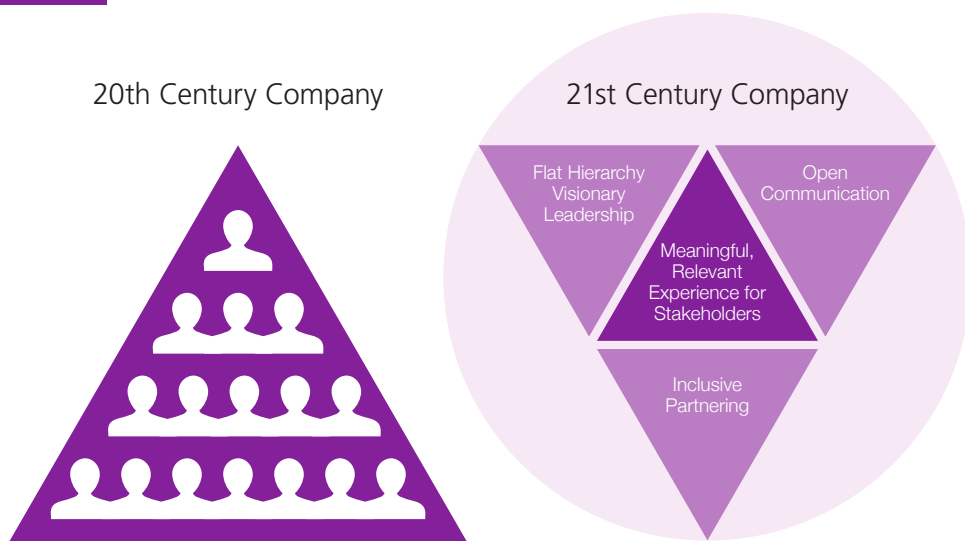 20th Century Company
21st Century Company
Flat Hierarchy
Visionary
Leadership
Open
Communication
Meaningful,
Relevant
Experience for
Stakeholders
Inclusive
Partnering